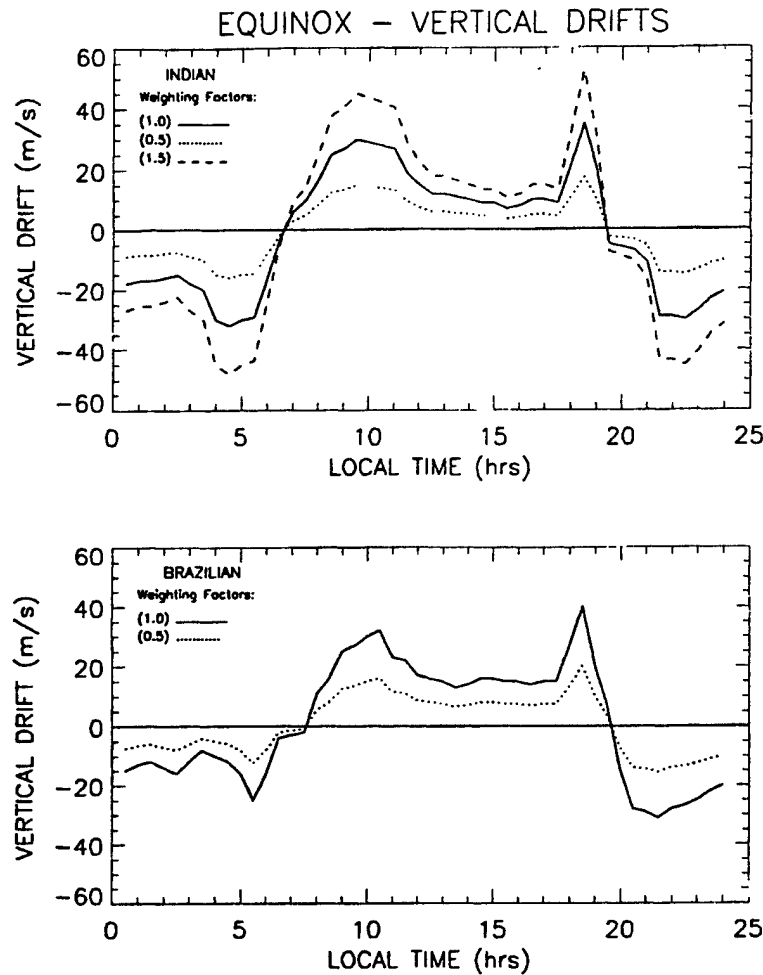 EQUINOX – VERTICAL DRIFTS
60
40
20
0
−20
−40
−60
VERTICAL DRIFT (m/s)
INDIAN
Weighting Factors:
(1.0)
(0.5)
(1.5)
0 5 10 15 20 25
LOCAL TIME (hrs)
60
40
20
0
−20
−40
−60
VERTICAL DRIFT (m/s)
BRAZILIAN
Weighting Factors:
(1.0)
(0.5)
0 5 10 15 20 25
LOCAL TIME (hrs)